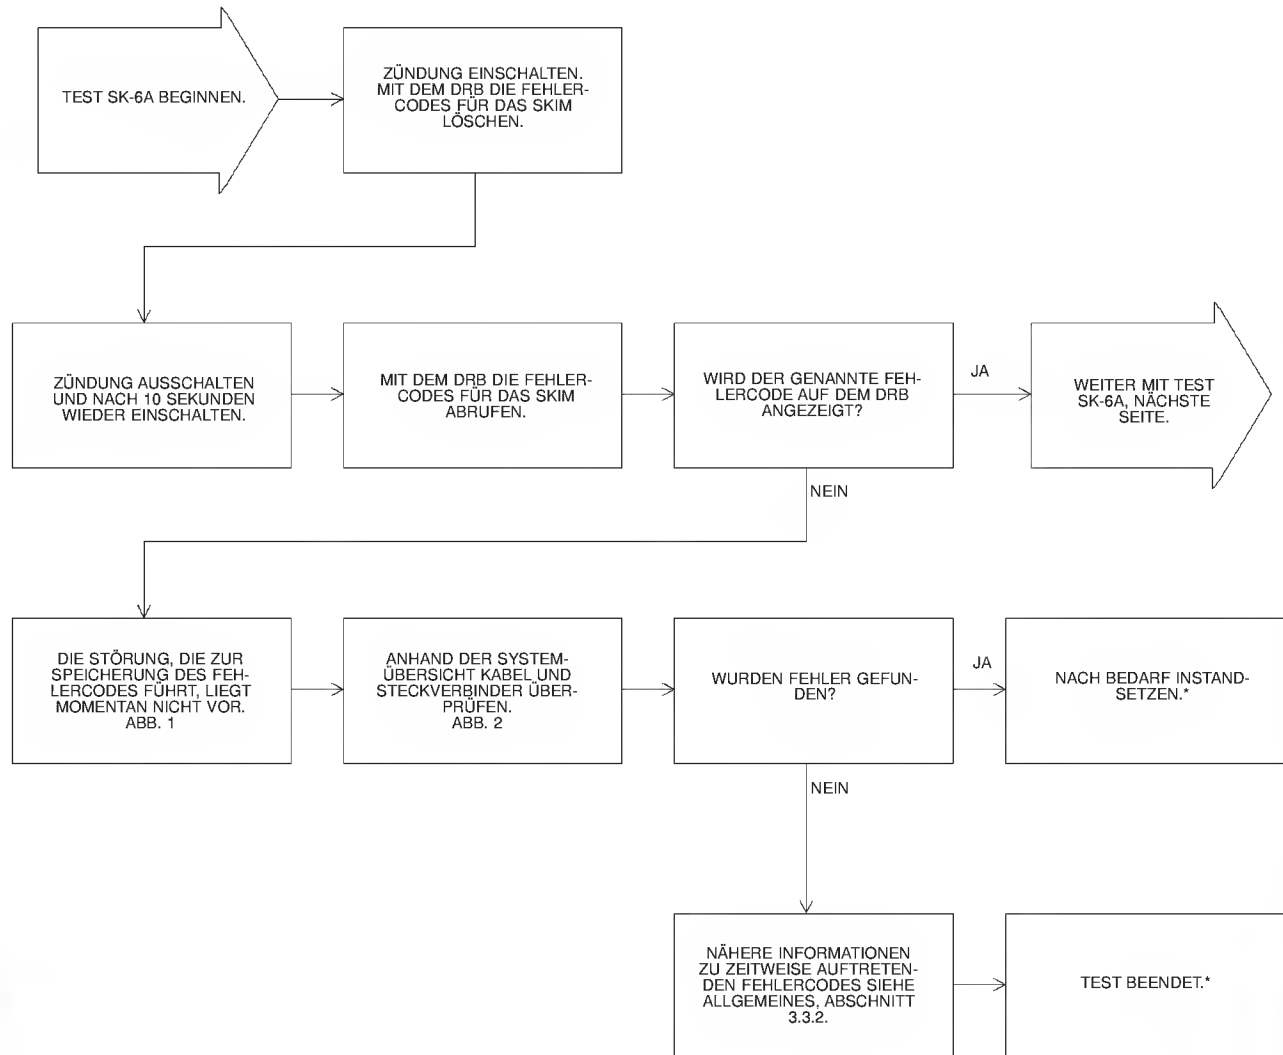 TEST SK-6A BEGINNEN.
ZÜNDUNG EINSCHALTEN.
MIT DEM DRB DIE FEHLER-
CODES FÜR DAS SKIM
LÖSCHEN.
ZÜNDUNG AUSSCHALTEN
UND NACH 10 SEKUNDEN
WIEDER EINSCHALTEN.
MIT DEM DRB DIE FEHLER-
CODES FÜR DAS SKIM
ABRUFEN.
WIRD DER GENANNTE FEH-
LERCODE AUF DEM DRB
ANGEZEIGT?
JA
WEITER MIT TEST
SK-6A, NÄCHSTE
SEITE.
NEIN
DIE STÖRUNG, DIE ZUR
SPEICHERUNG DES FEH-
LERCODES FÜHRT, LIEGT
MOMENTAN NICHT VOR.
ABB. 1
ANHAND DER SYSTEM-
ÜBERSICHT KABEL UND
STECKVERBINDER ÜBER-
PRÜFEN.
ABB. 2
WURDEN FEHLER GEFUN-
DEN?
JA
NACH BEDARF INSTAND-
SETZEN.*
NEIN
NÄHERE INFORMATIONEN
ZU ZEITWEISE AUFTRETEN-
DEN FEHLERCODES SIEHE
ALLGEMEINES, ABSCHNITT
3.3.2.
TEST BEENDET.*